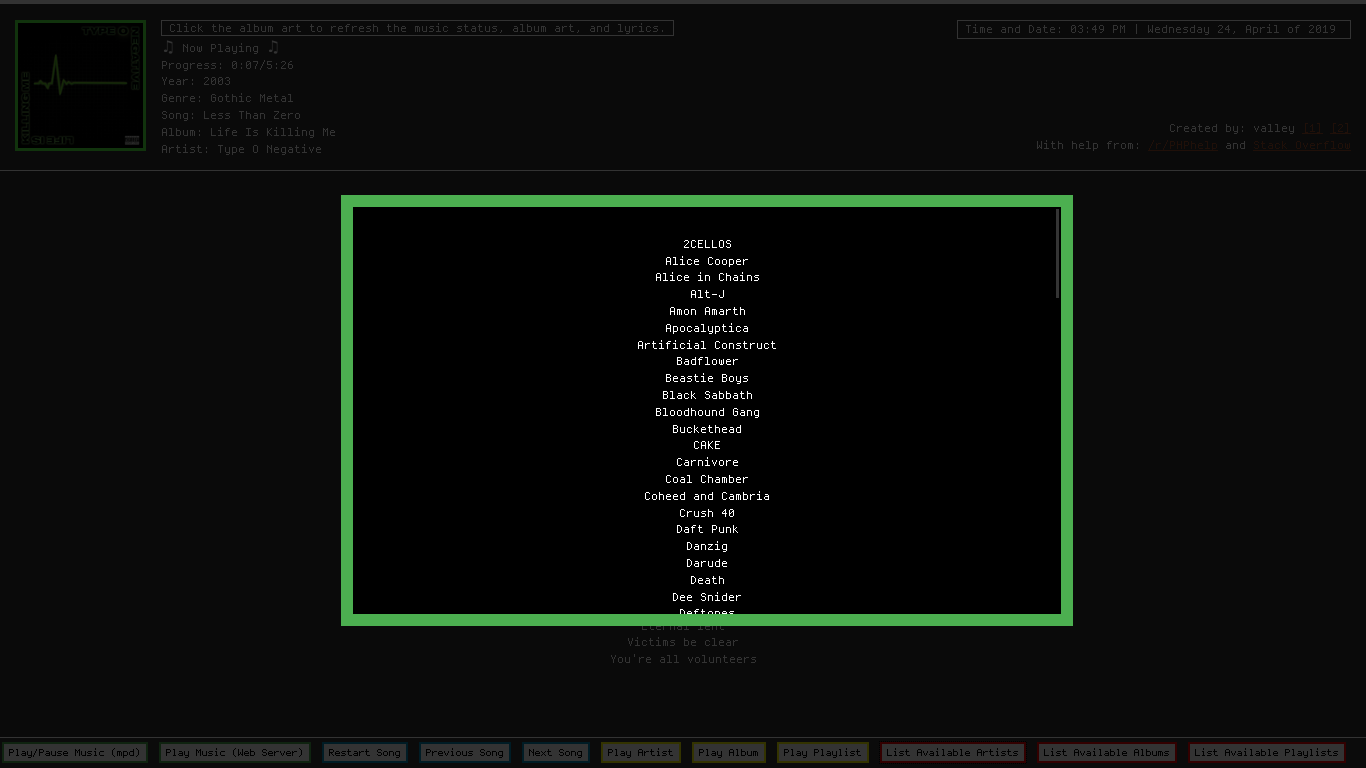 Click the album art to refresh the music status, album art, and lyrics.
♫ Now Playing ♫
Progress: 0:07/5:26
Year: 2003
Genre: Gothic Metal
Song: Less Than Zero
Album: Life Is Killing Me
Artist: Type O Negative
Time and Date: 03:49 PM | Wednesday 24, April of 2019
Created by: valley [1] [2]
With help from: /r/PHPhelp and Stack Overflow
TYPE O NEGATIVE
LIFE IS
KILLING ME
2CELLOS
Alice Cooper
Alice in Chains
Alt-J
Amon Amarth
Apocalyptica
Artificial Construct
Badflower
Beastie Boys
Black Sabbath
Bloodhound Gang
Buckethead
CAKE
Carnivore
Coal Chamber
Coheed and Cambria
Crush 40
Daft Punk
Danzig
Darude
Death
Dee Snider
Deftones
Victims be clear
You're all volunteers
Play/Pause Music (mpd)
Play Music (Web Server)
Restart Song
Previous Song
Next Song
Play Artist
Play Album
Play Playlist
List Available Artists
List Available Albums
List Available Playlists